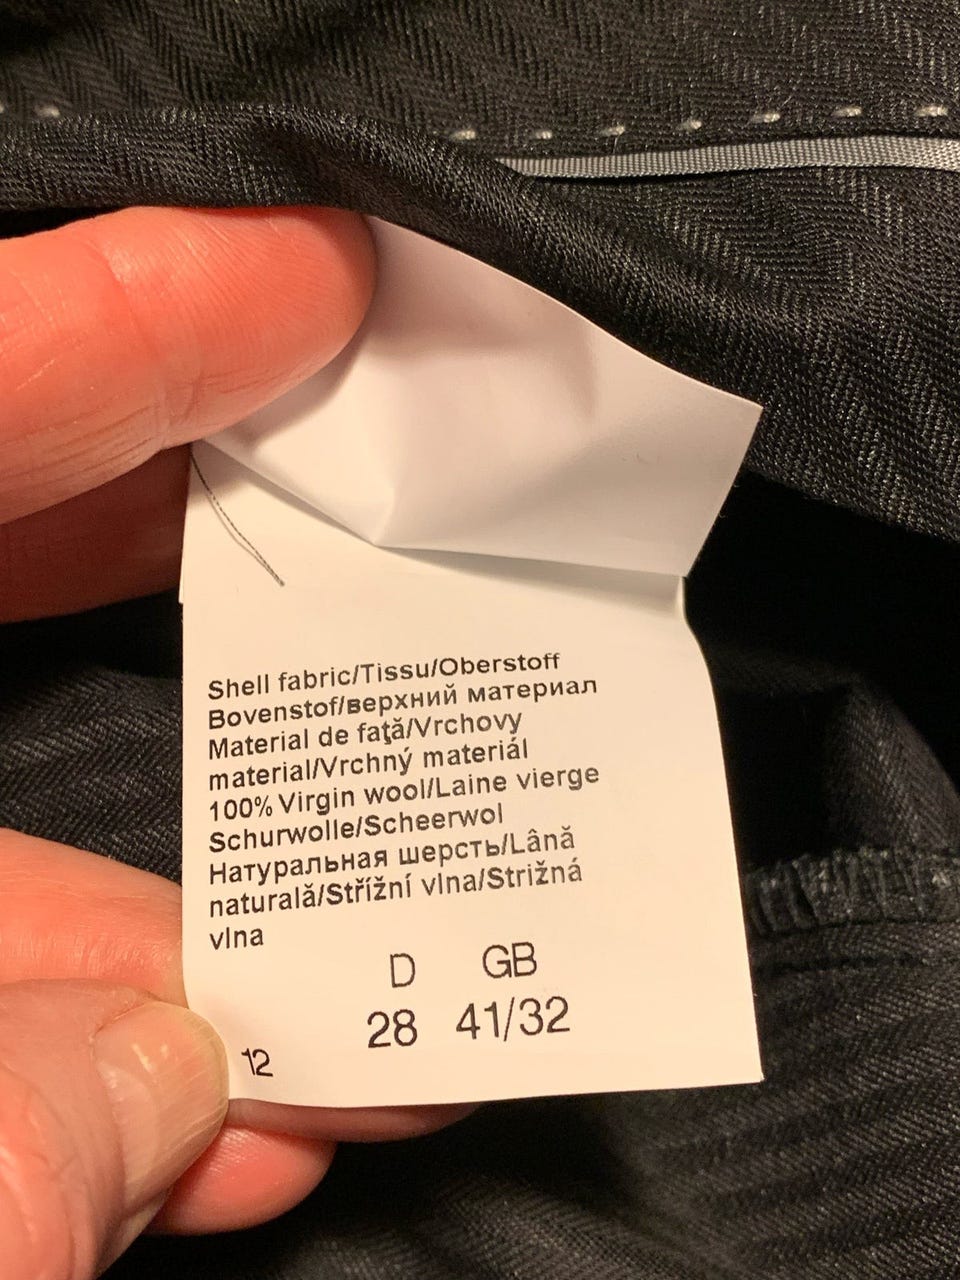 Shell fabric/Tissu/Oberstoff
Bovenstof/верхний материал
Material de faţă/Vrchovy
material/Vrchný materiál
100% Virgin wool/Laine vierge
Schurwolle/Scheerwol
Натуральная шерсть/Lână
naturală/Střížní vlna/Strižná
vlna
D GB
28 41/32
12